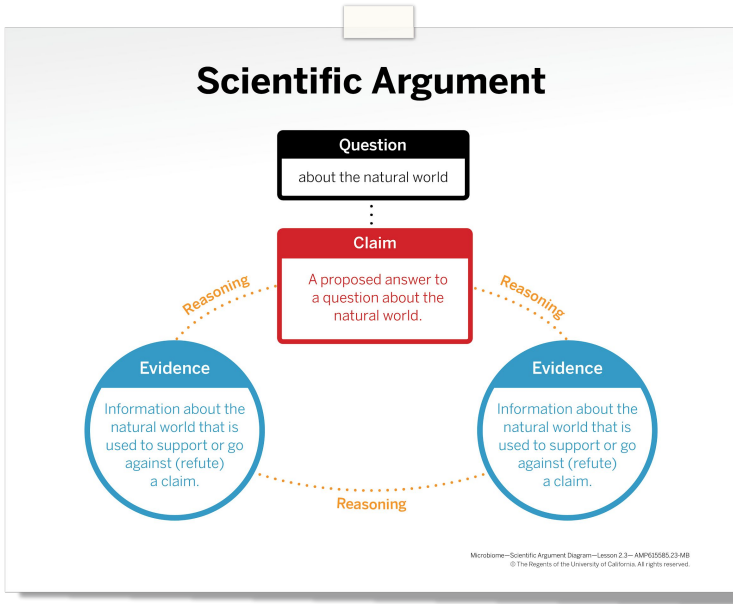 Scientific Argument
Question
about the natural world
Claim
A proposed answer to
a question about the
natural world.
Reasoning
Reasoning
Evidence
Information about the
natural world that is
used to support or go
against (refute)
a claim.
Evidence
Information about the
natural world that is
used to support or go
against (refute)
a claim.
Reasoning
Microbiome—Scientific Argument Diagram—Lesson 2.3— AMP615585.23-MB
© The Regents of the University of California. All rights reserved.